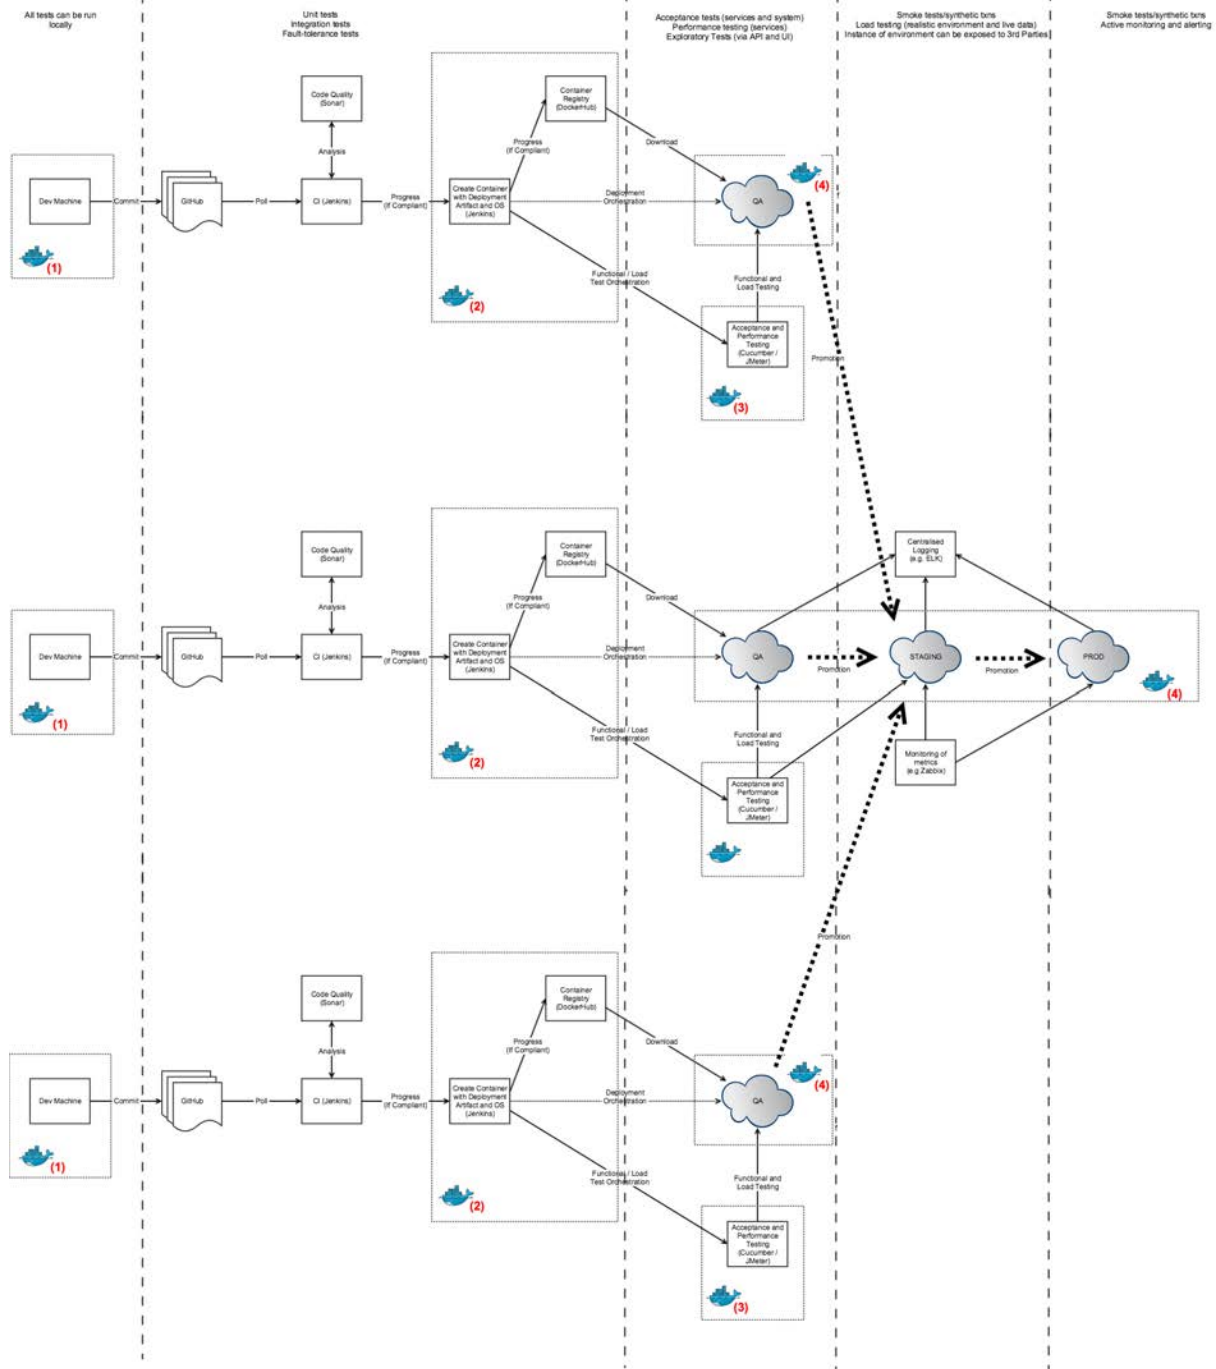 All tests can be run
locally
Unit tests
Integration tests
Fault-tolerance tests
Acceptance tests (services and system)
Performance testing (services)
Exploratory Tests (via API and UI)
Smoke tests/synthetic txns
Load testing (realistic environment and live data)
Instance of environment can be exposed to 3rd Parties
Smoke tests/synthetic txns
Active monitoring and alerting
Dev Machine
(1)
Commit
GitHub
Poll
Code Quality
(Sonar)
Analysis
CI (Jenkins)
Progress
(If Compliant)
Create Container
with Deployment
Artifact and OS
(Jenkins)
Progress
(If Compliant)
Container
Registry
(DockerHub)
(2)
Download
Deployment
Orchestration
Functional / Load
Test Orchestration
QA
(4)
Functional and
Load Testing
Acceptance and
Performance
Testing
(Cucumber /
JMeter)
(3)
Promotion
Dev Machine
(1)
Commit
GitHub
Poll
Code Quality
(Sonar)
Analysis
CI (Jenkins)
Progress
(If Compliant)
Create Container
with Deployment
Artifact and OS
(Jenkins)
Progress
(If Compliant)
Container
Registry
(DockerHub)
(2)
Download
Deployment
Orchestration
Functional / Load
Test Orchestration
QA
Functional and
Load Testing
Acceptance and
Performance
Testing
(Cucumber /
JMeter)
Promotion
Centralised
Logging
(e.g. ELK)
STAGING
Monitoring of
metrics
(e.g Zabbix)
Promotion
PROD
(4)
Dev Machine
(1)
Commit
GitHub
Poll
Code Quality
(Sonar)
Analysis
CI (Jenkins)
Progress
(If Compliant)
Create Container
with Deployment
Artifact and OS
(Jenkins)
Progress
(If Compliant)
Container
Registry
(DockerHub)
(2)
Download
Deployment
Orchestration
Functional / Load
Test Orchestration
QA
(4)
Functional and
Load Testing
Acceptance and
Performance
Testing
(Cucumber /
JMeter)
(3)
Promotion